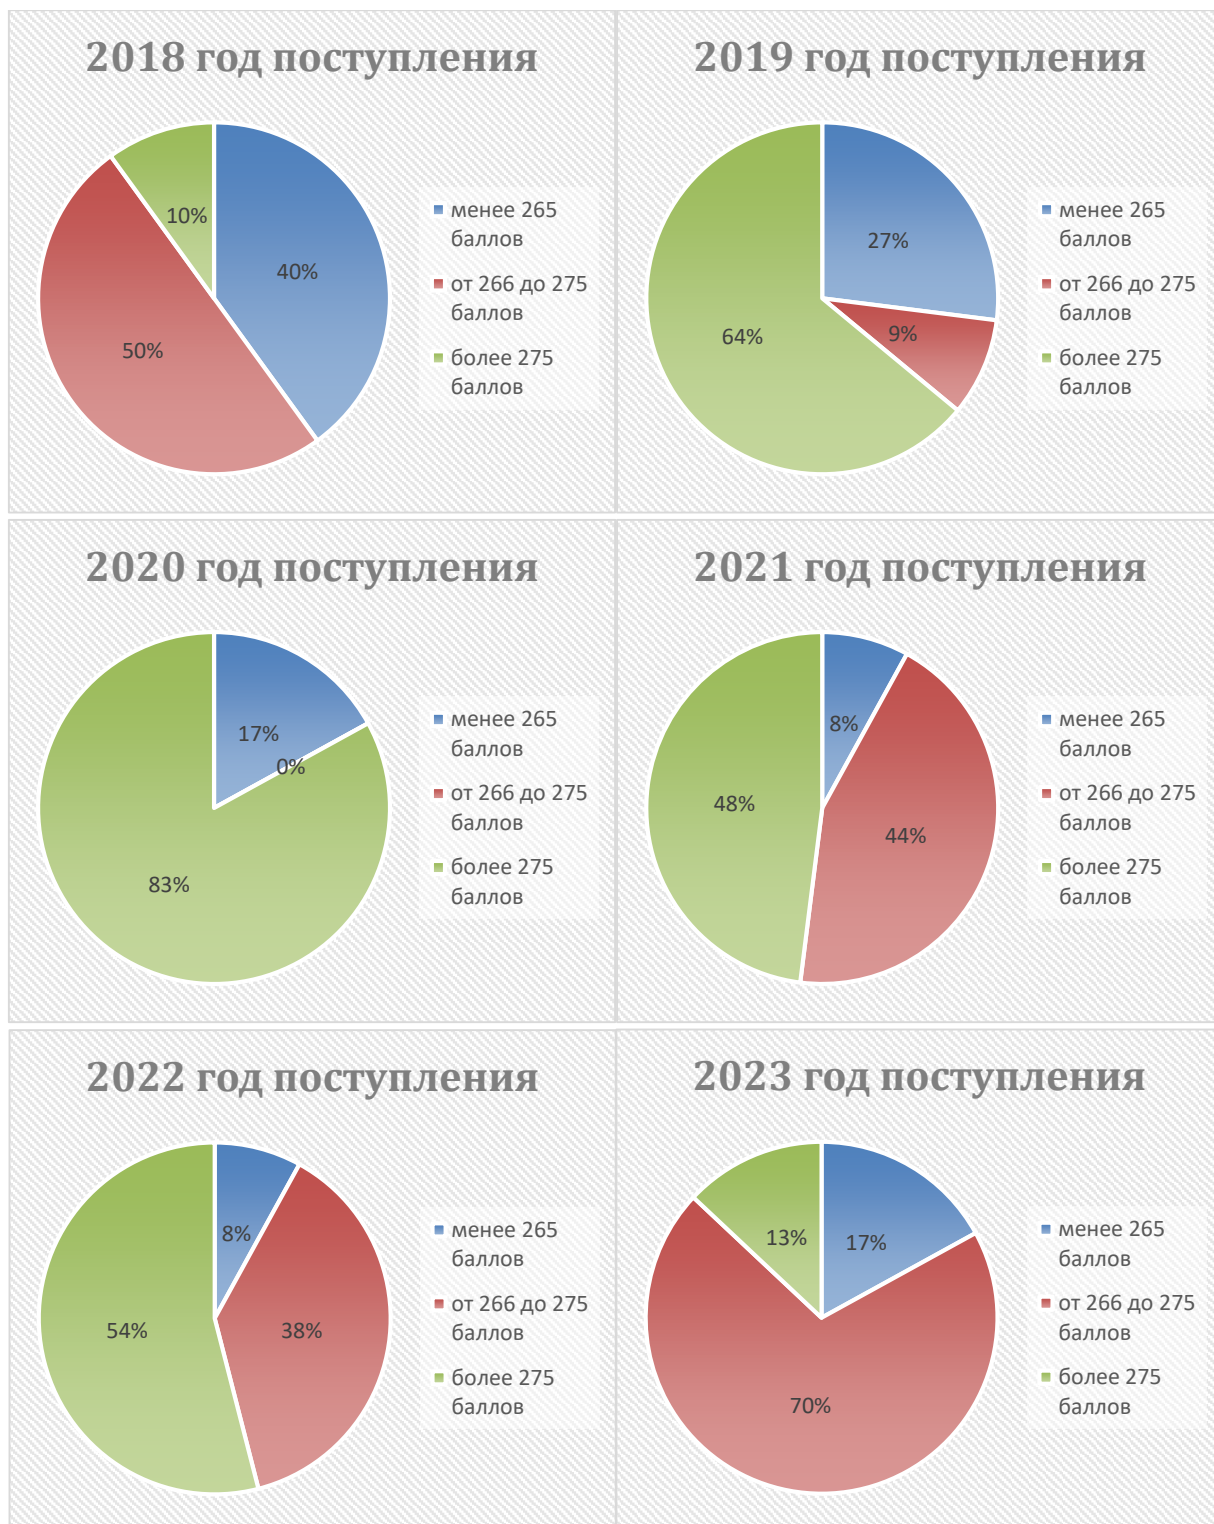 2018 год поступления
10%
40%
50%
менее 265
баллов
от 266 до 275
баллов
более 275
баллов
2019 год поступления
27%
9%
64%
менее 265
баллов
от 266 до 275
баллов
более 275
баллов
2020 год поступления
17%
0%
83%
менее 265
баллов
от 266 до 275
баллов
более 275
баллов
2021 год поступления
8%
48%
44%
менее 265
баллов
от 266 до 275
баллов
более 275
баллов
2022 год поступления
8%
54%
38%
менее 265
баллов
от 266 до 275
баллов
более 275
баллов
2023 год поступления
13%
17%
70%
менее 265
баллов
от 266 до 275
баллов
более 275
баллов